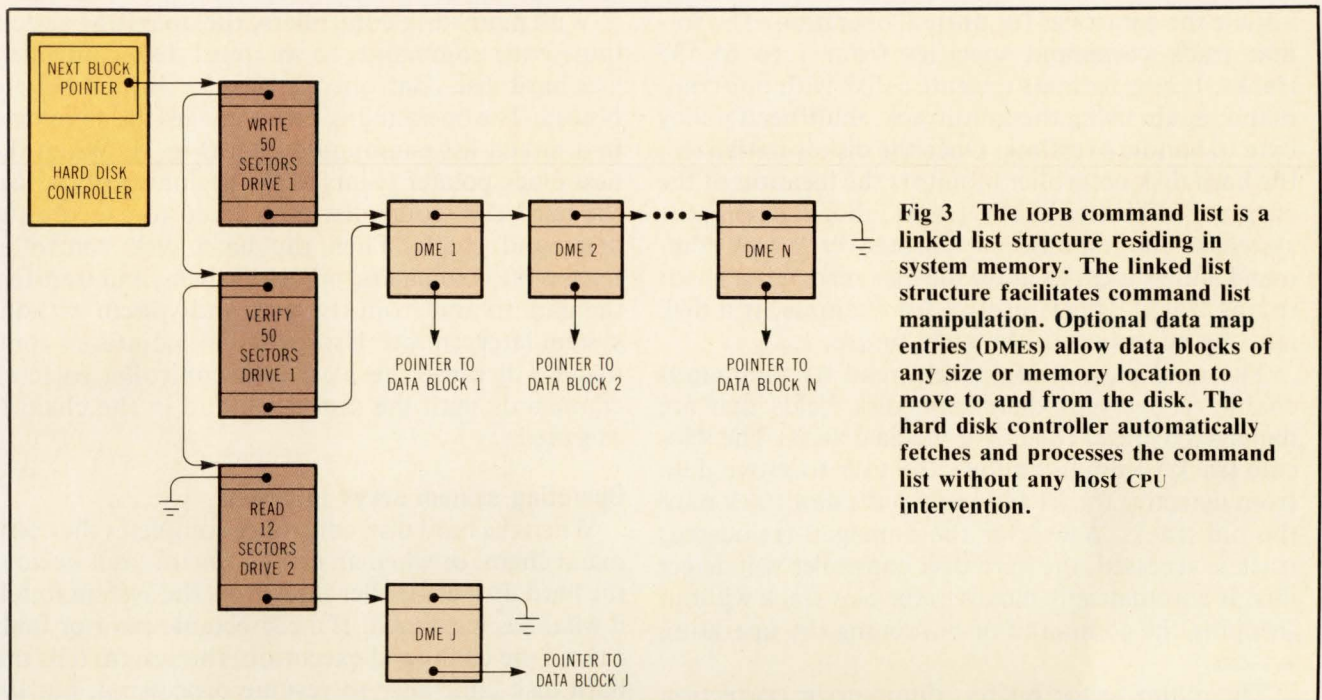 NEXT BLOCK
POINTER
HARD DISK
CONTROLLER
WRITE
50
SECTORS
DRIVE 1
VERIFY
50
SECTORS
DRIVE 1
READ
12
SECTORS
DRIVE 2
DME 1
DME 2
DME N
POINTER TO
DATA BLOCK 1
POINTER TO
DATA BLOCK 2
POINTER TO
DATA BLOCK N
DME J
POINTER TO
DATA BLOCK J
Fig 3 The IOPB command list is a
linked list structure residing in
system memory. The linked list
structure facilitates command list
manipulation. Optional data map
entries (DMEs) allow data blocks of
any size or memory location to
move to and from the disk. The
hard disk controller automatically
fetches and processes the command
list without any host CPU
intervention.